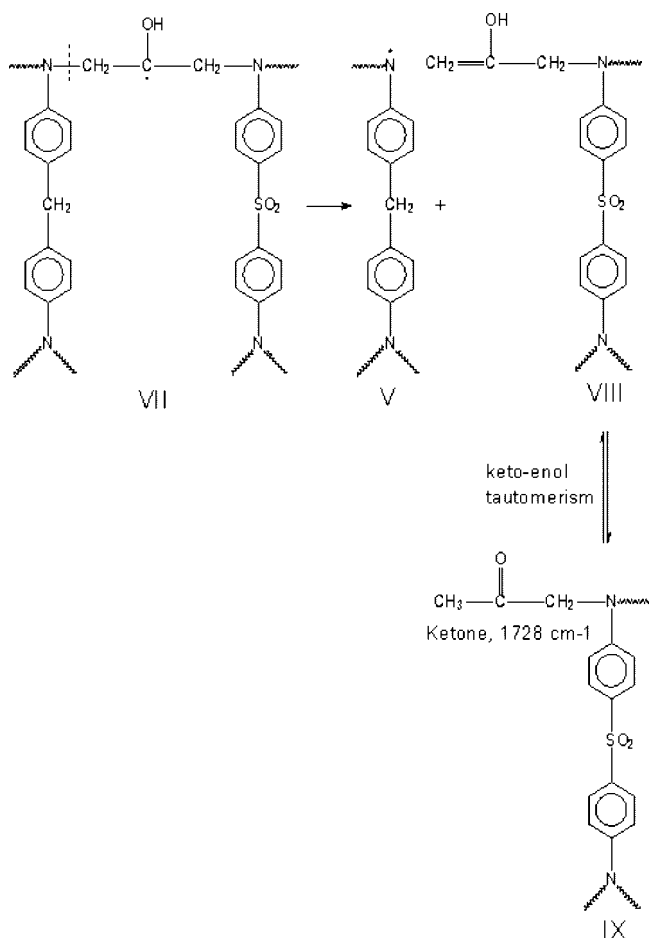 OH
OH
N CH₂ C CH₂ N N* CH₂ C CH₂ N
CH₂ SO₂ CH₂ + SO₂
N N N N
VII V VIII
keto-enol
tautomerism
O
CH₃ C CH₂ N
Ketone, 1728 cm-1
SO₂
N
IX